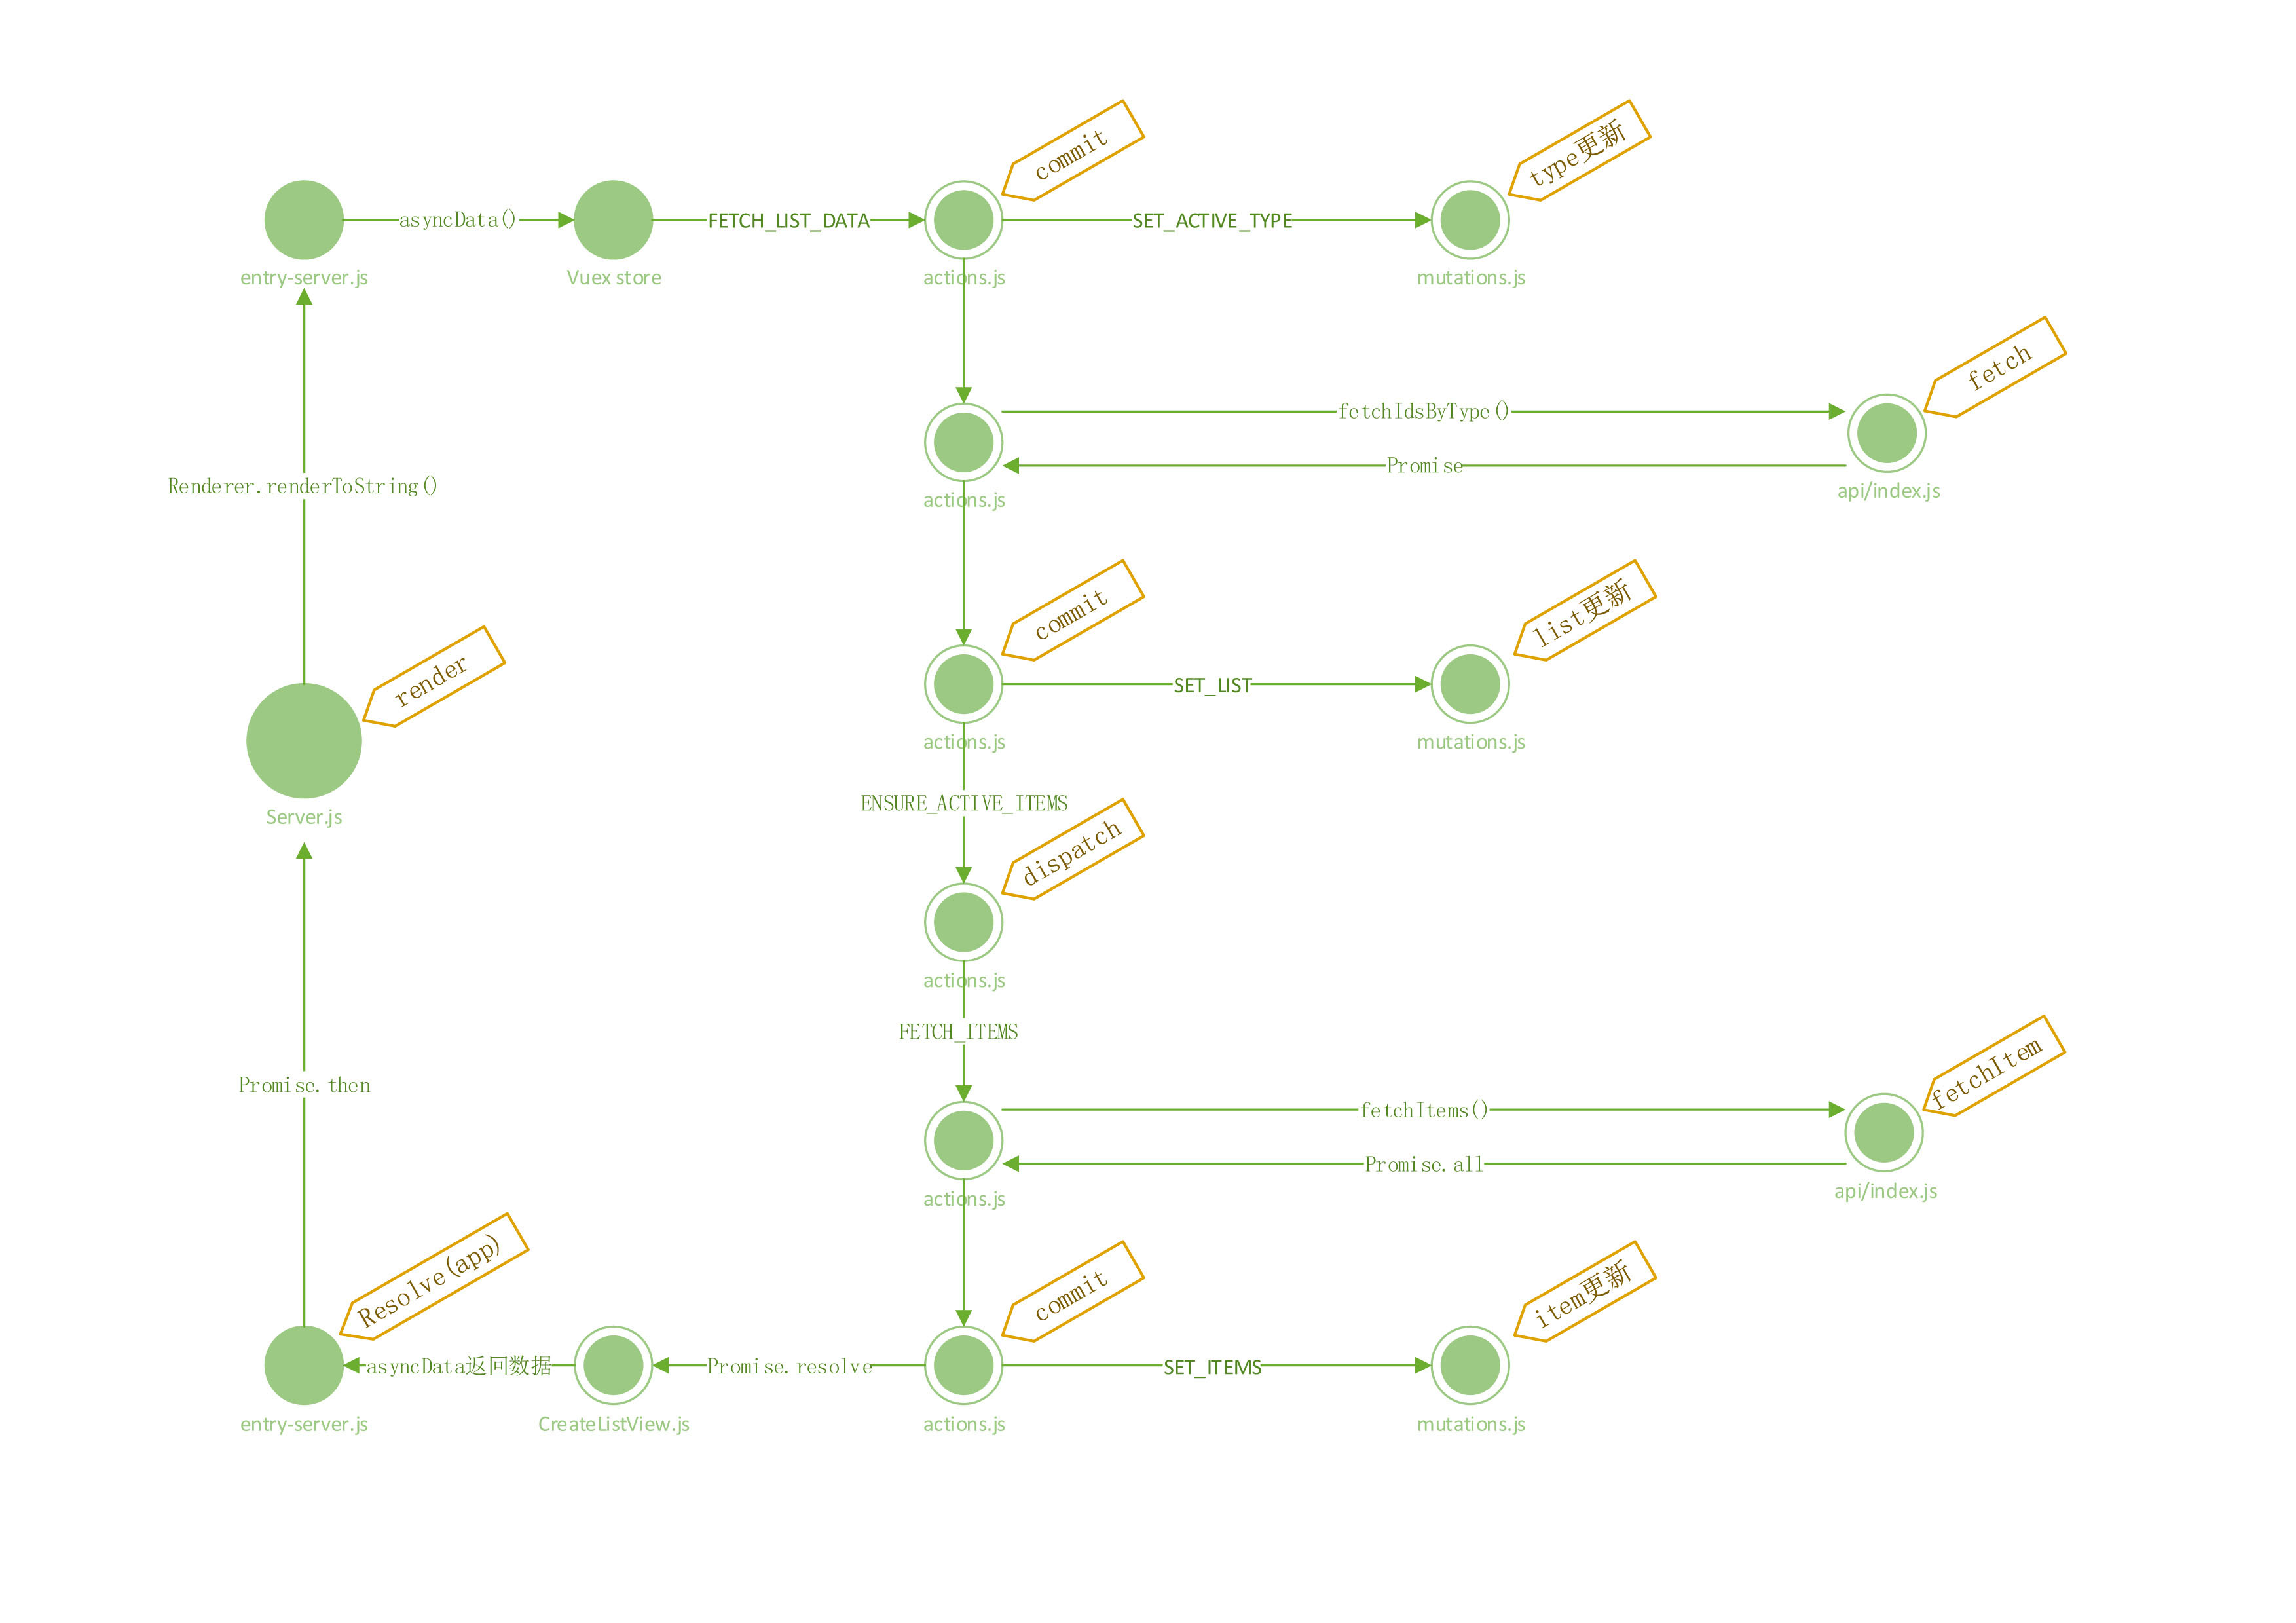 commit
type更新
asyncData()
FETCH_LIST_DATA
SET_ACTIVE_TYPE
entry-server.js
Vuex store
actions.js
mutations.js
fetch
fetchIdsByType()
Promise
Renderer.renderToString()
actions.js
api/index.js
commit
list更新
render
SET_LIST
actions.js
mutations.js
Server.js
ENSURE_ACTIVE_ITEMS
dispatch
actions.js
FETCH_ITEMS
fetchItem
Promise.then
fetchItems()
Promise.all
actions.js
api/index.js
Resolve(app)
commit
item更新
asyncData返回数据
Promise.resolve
SET_ITEMS
entry-server.js
CreateListView.js
actions.js
mutations.js